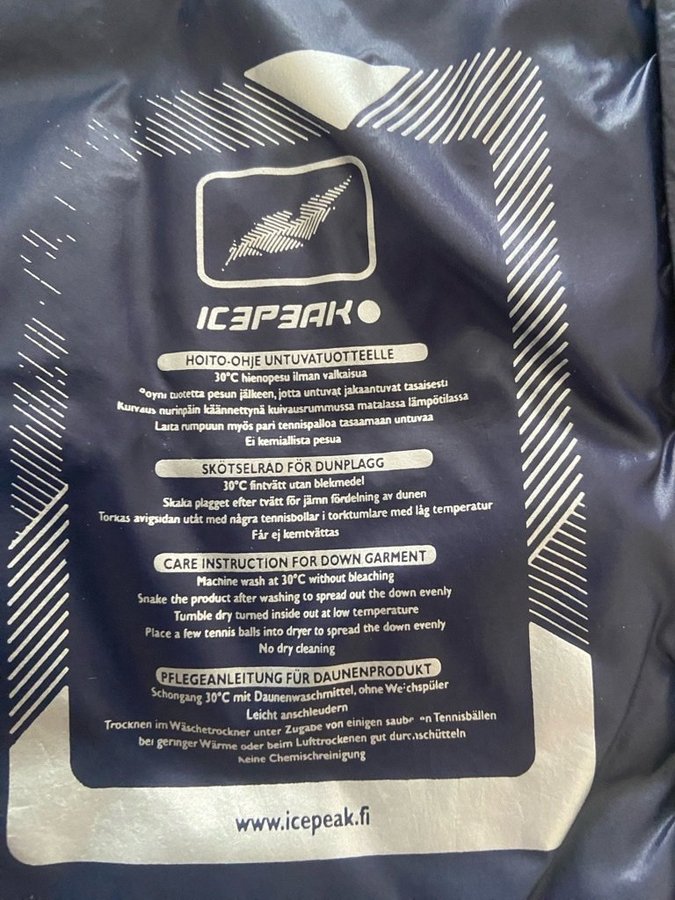 ICEPEAK
HOITO-OHJE UNTUVATUOTTEELLE
30°C hienopesu ilman valkaisua
tuotetta pesun jälkeen, jotta untuvat jakaantuvat tasaisesti
Kuivaus nurinpäin käännettynä kuivausrummussa matalassa lämpötilassa
Laita rumpuun myös pari tennispalloa tasaamaan untuvaa
Ei kemiallista pesua
SKÖTSELRAD FÖR DUNPLAGG
30°C fintvätt utan blekmedel
Skaka plagget efter tvätt för jämn fördelning av dunen
Torkas avigsidan utåt med några tennisbollar i torktumlare med låg temperatur
Får ej kemtvättas
CARE INSTRUCTION FOR DOWN GARMENT
Machine wash at 30°C without bleaching
Shake the product after washing to spread out the down evenly
Tumble dry turned inside out at low temperature
Place a few tennis balls into dryer to spread the down evenly
No dry cleaning
PFLEGEANLEITUNG FÜR DAUNENPRODUKT
Schongang 30°C mit Daunenwaschmittel, ohne Weichspüler
Leicht anschleudern
Trocknen im Wäschetrockner unter Zugabe von einigen sauberen Tennisbällen
bei geringer Wärme oder beim Lufttrockenen gut durchschütteln
Keine Chemischreinigung
www.icepeak.fi